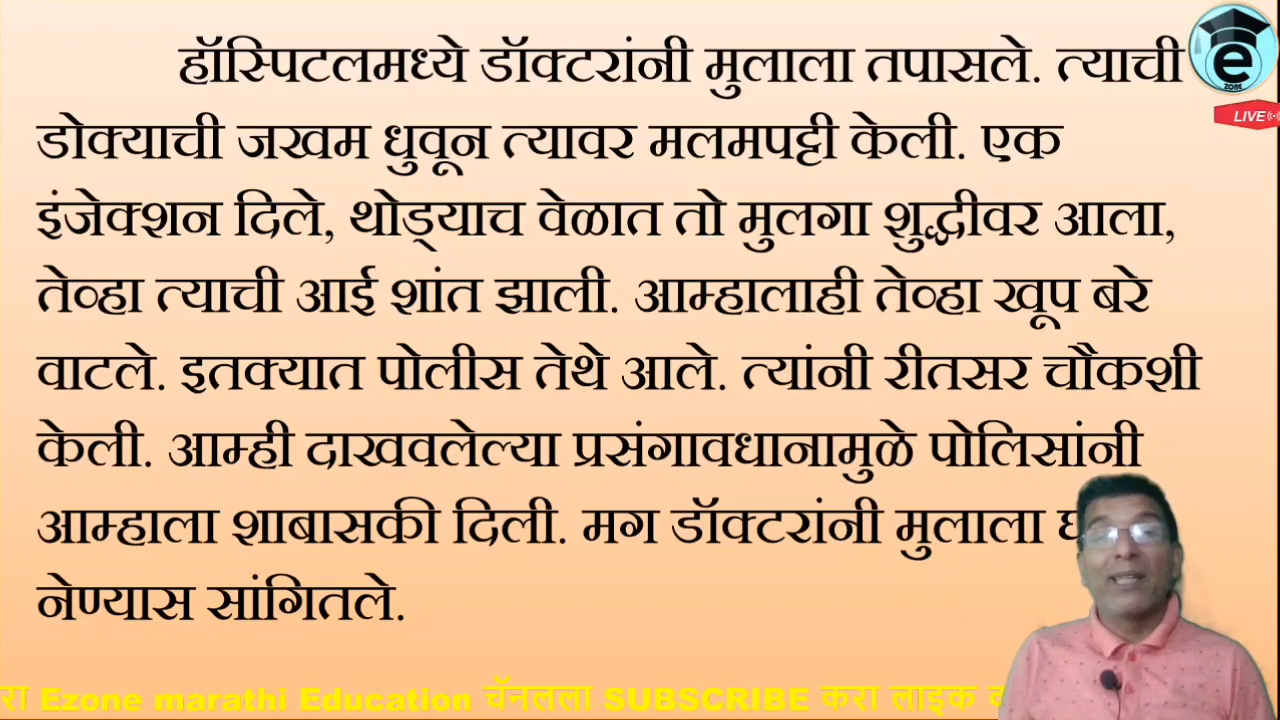 हॉस्पिटलमध्ये डॉक्टरांनी मुलाला तपासले. त्याची
डोक्याची जखम धुवून त्यावर मलमपट्टी केली. एक
इंजेक्शन दिले, थोड्याच वेळात तो मुलगा शुद्धीवर आला,
तेव्हा त्याची आई शांत झाली. आम्हालाही तेव्हा खूप बरे
वाटले. इतक्यात पोलीस तेथे आले. त्यांनी रीतसर चौकशी
केली. आम्ही दाखवलेल्या प्रसंगावधानामुळे पोलिसांनी
आम्हाला शाबासकी दिली. मग डॉक्टरांनी मुलाला
नेण्यास सांगितले.
e
ZONE
LIVE
रा Ezone marathi Education चॅनलला SUBSCRIBE करा लाइक